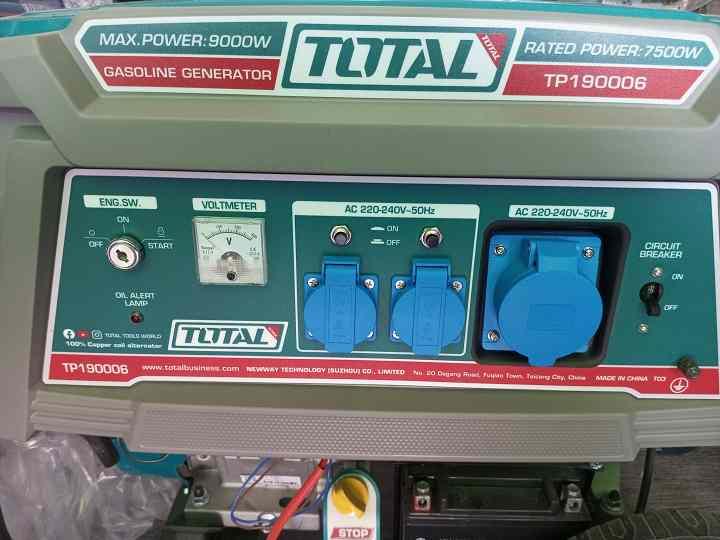 MAX.POWER:9000W
GASOLINE GENERATOR
TOTAL
TOTAL
RATED POWER:7500W
TP190006
ENG.SW.
ON
OFF
START
VOLTMETER
V
OIL ALERT
LAMP
AC 220-240V~50Hz
ON
OFF
AC 220-240V~50Hz
CIRCUIT
BREAKER
ON
OFF
TOTAL TOOLS WORLD
100% Copper coil alternator
TOTAL
TP190006 www.totalbusiness.com NEWWAY TECHNOLOGY (SUZHOU) CO., LIMITED No. 20 Dagang Road, Fuqiao Town, Taicang City, China MADE IN CHINA T03
STOP